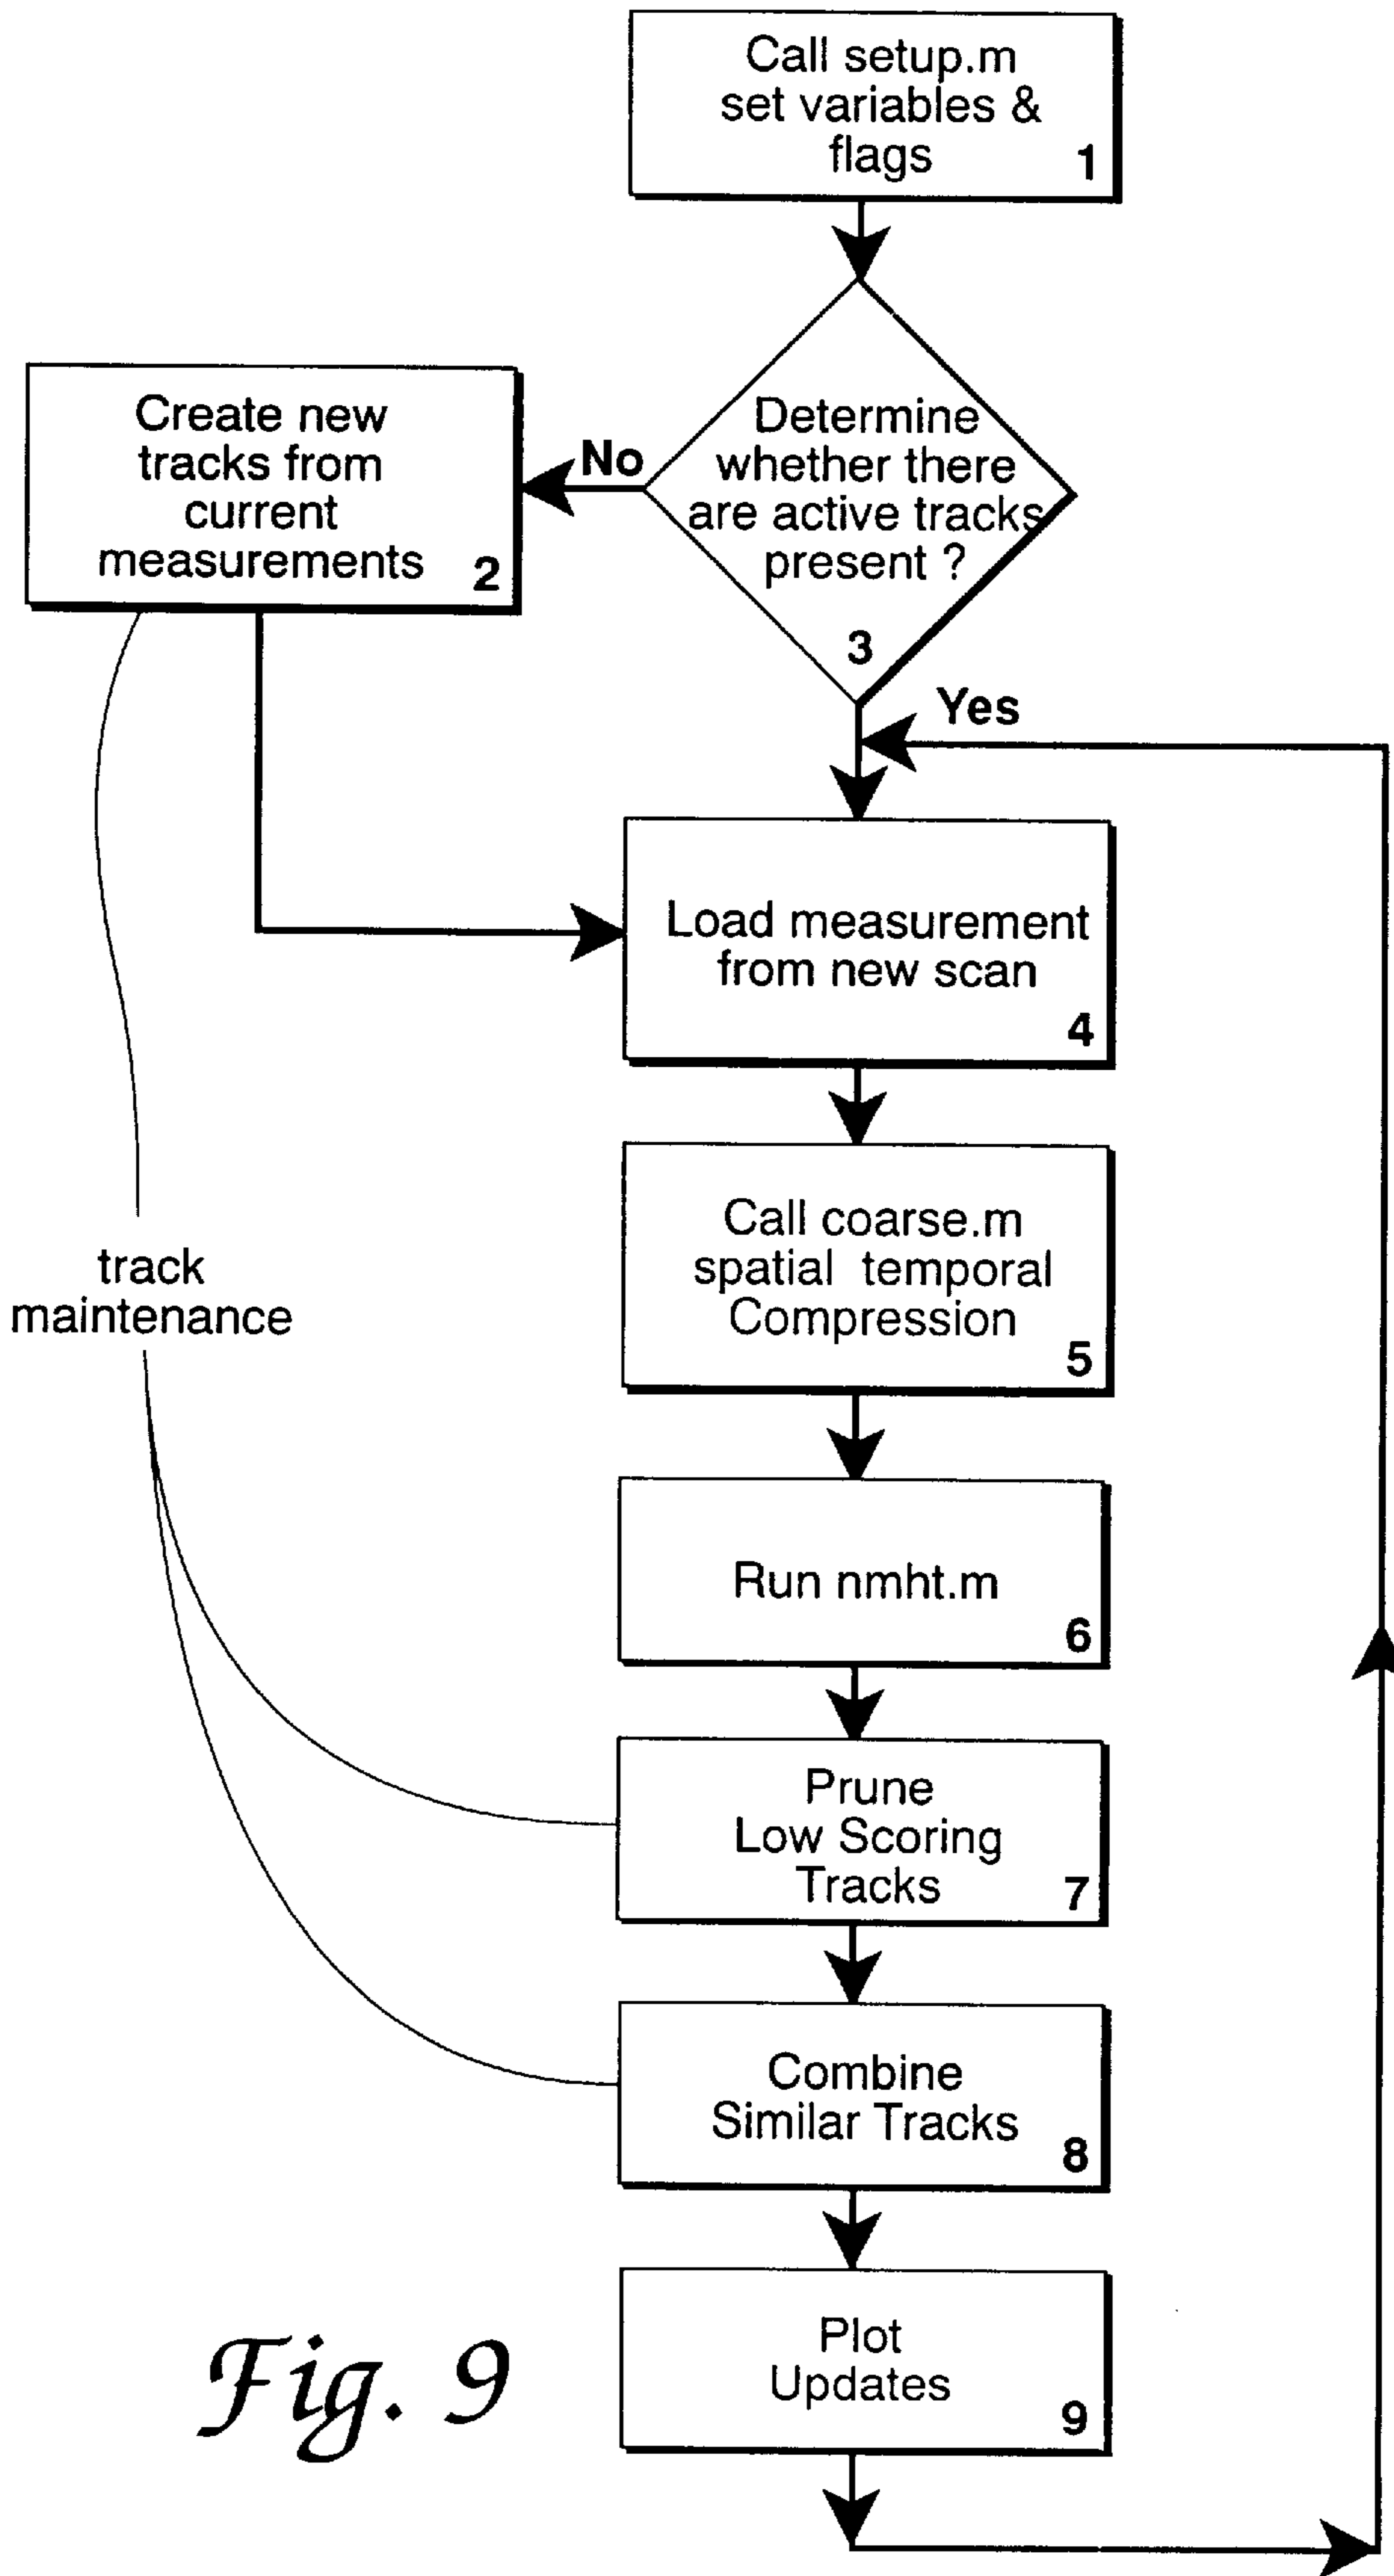 Call setup.m
set variables &
flags
1
Determine
whether there
are active tracks
present ?
3
No
Yes
Create new
tracks from
current
measurements
2
Load measurement
from new scan
4
Call coarse.m
spatial temporal
Compression
5
track
maintenance
Run nmht.m
6
Prune
Low Scoring
Tracks
7
Combine
Similar Tracks
8
Plot
Updates
9
Fig. 9